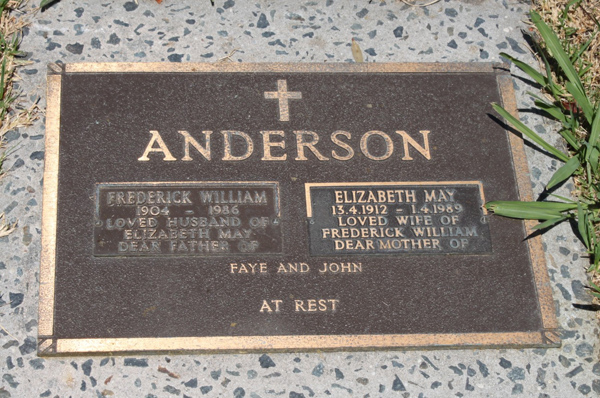 ANDERSON
FREDERICK WILLIAM
1904 - 1986
LOVED HUSBAND OF
ELIZABETH MAY
DEAR FATHER OF
ELIZABETH MAY
13.4.1912 - 1.4.1989
LOVED WIFE OF
FREDERICK WILLIAM
DEAR MOTHER OF
FAYE AND JOHN
AT REST